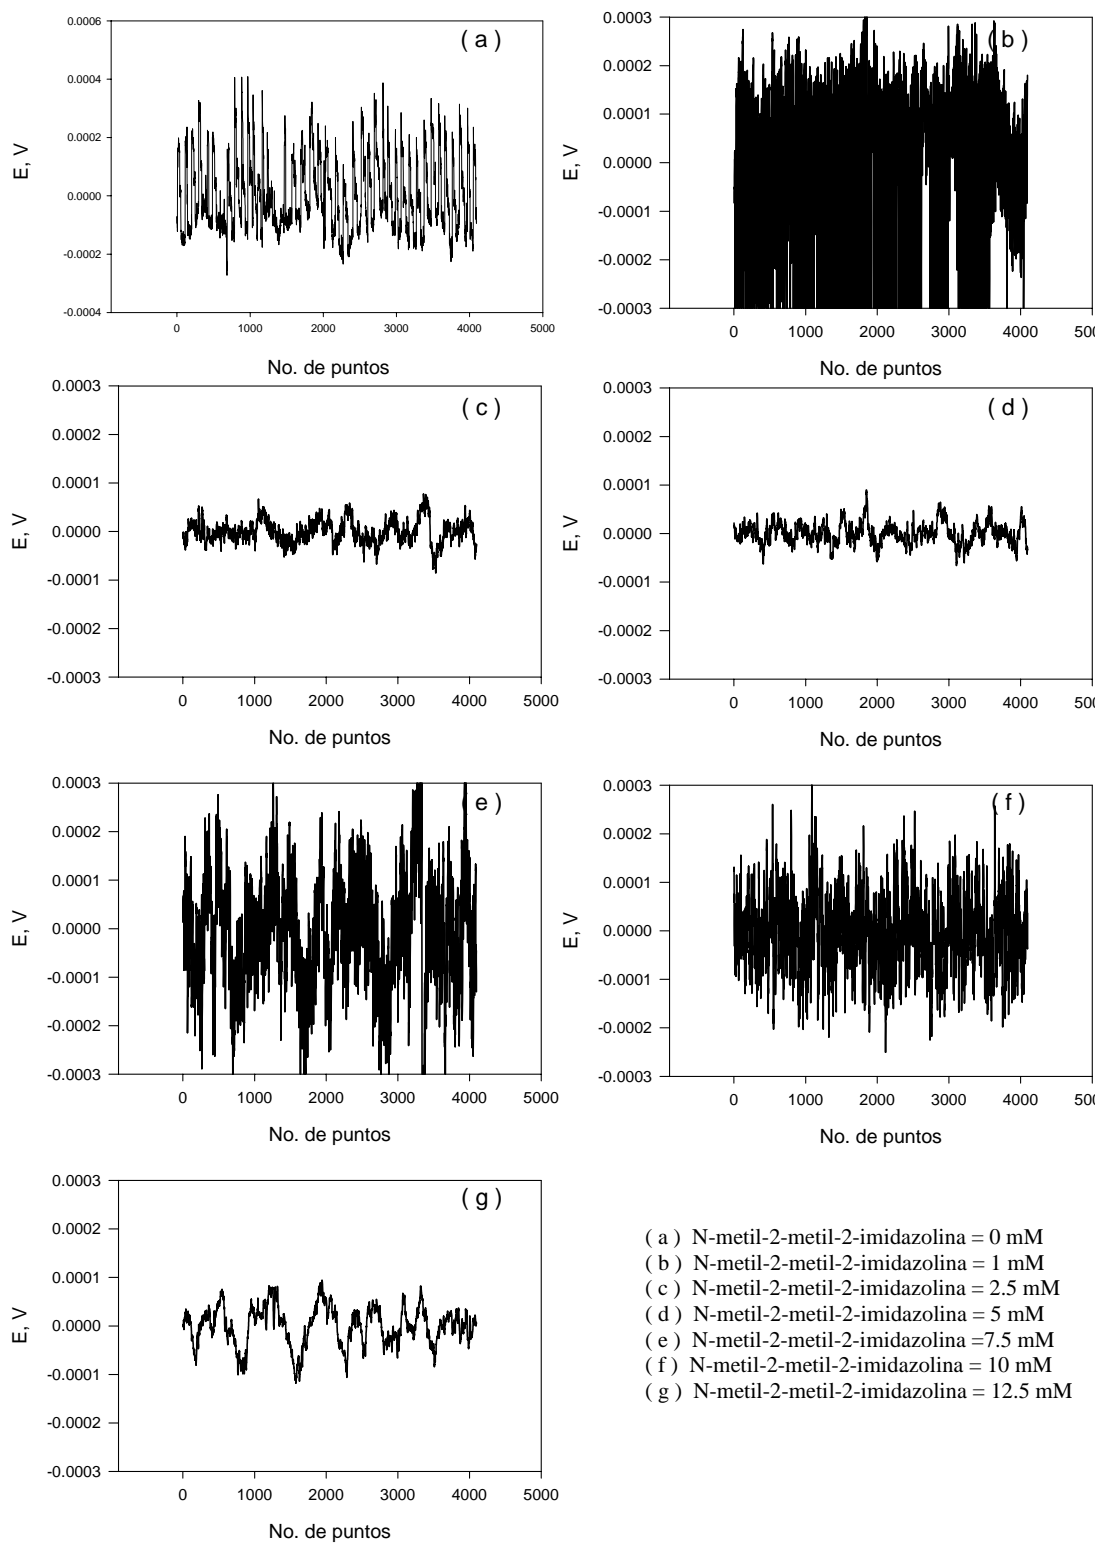 ( a )
0.0006
0.0004
0.0002
0.0000
-0.0002
-0.0004
E, V
0 1000 2000 3000 4000 5000
No. de puntos
( b )
0.0003
0.0002
0.0001
0.0000
-0.0001
-0.0002
-0.0003
E, V
0 1000 2000 3000 4000 500
No. de puntos
( c )
0.0003
0.0002
0.0001
0.0000
-0.0001
-0.0002
-0.0003
E, V
0 1000 2000 3000 4000 5000
No. de puntos
( d )
0.0003
0.0002
0.0001
0.0000
-0.0001
-0.0002
-0.0003
E, V
0 1000 2000 3000 4000 500
No. de puntos
( e )
0.0003
0.0002
0.0001
0.0000
-0.0001
-0.0002
-0.0003
E, V
0 1000 2000 3000 4000 5000
No. de puntos
( f )
0.0003
0.0002
0.0001
0.0000
-0.0001
-0.0002
-0.0003
E, V
0 1000 2000 3000 4000 500
No. de puntos
( g )
0.0003
0.0002
0.0001
0.0000
-0.0001
-0.0002
-0.0003
E, V
0 1000 2000 3000 4000 5000
No. de puntos
( a ) N-metil-2-metil-2-imidazolina = 0 mM
( b ) N-metil-2-metil-2-imidazolina = 1 mM
( c ) N-metil-2-metil-2-imidazolina = 2.5 mM
( d ) N-metil-2-metil-2-imidazolina = 5 mM
( e ) N-metil-2-metil-2-imidazolina =7.5 mM
( f ) N-metil-2-metil-2-imidazolina = 10 mM
( g ) N-metil-2-metil-2-imidazolina = 12.5 mM